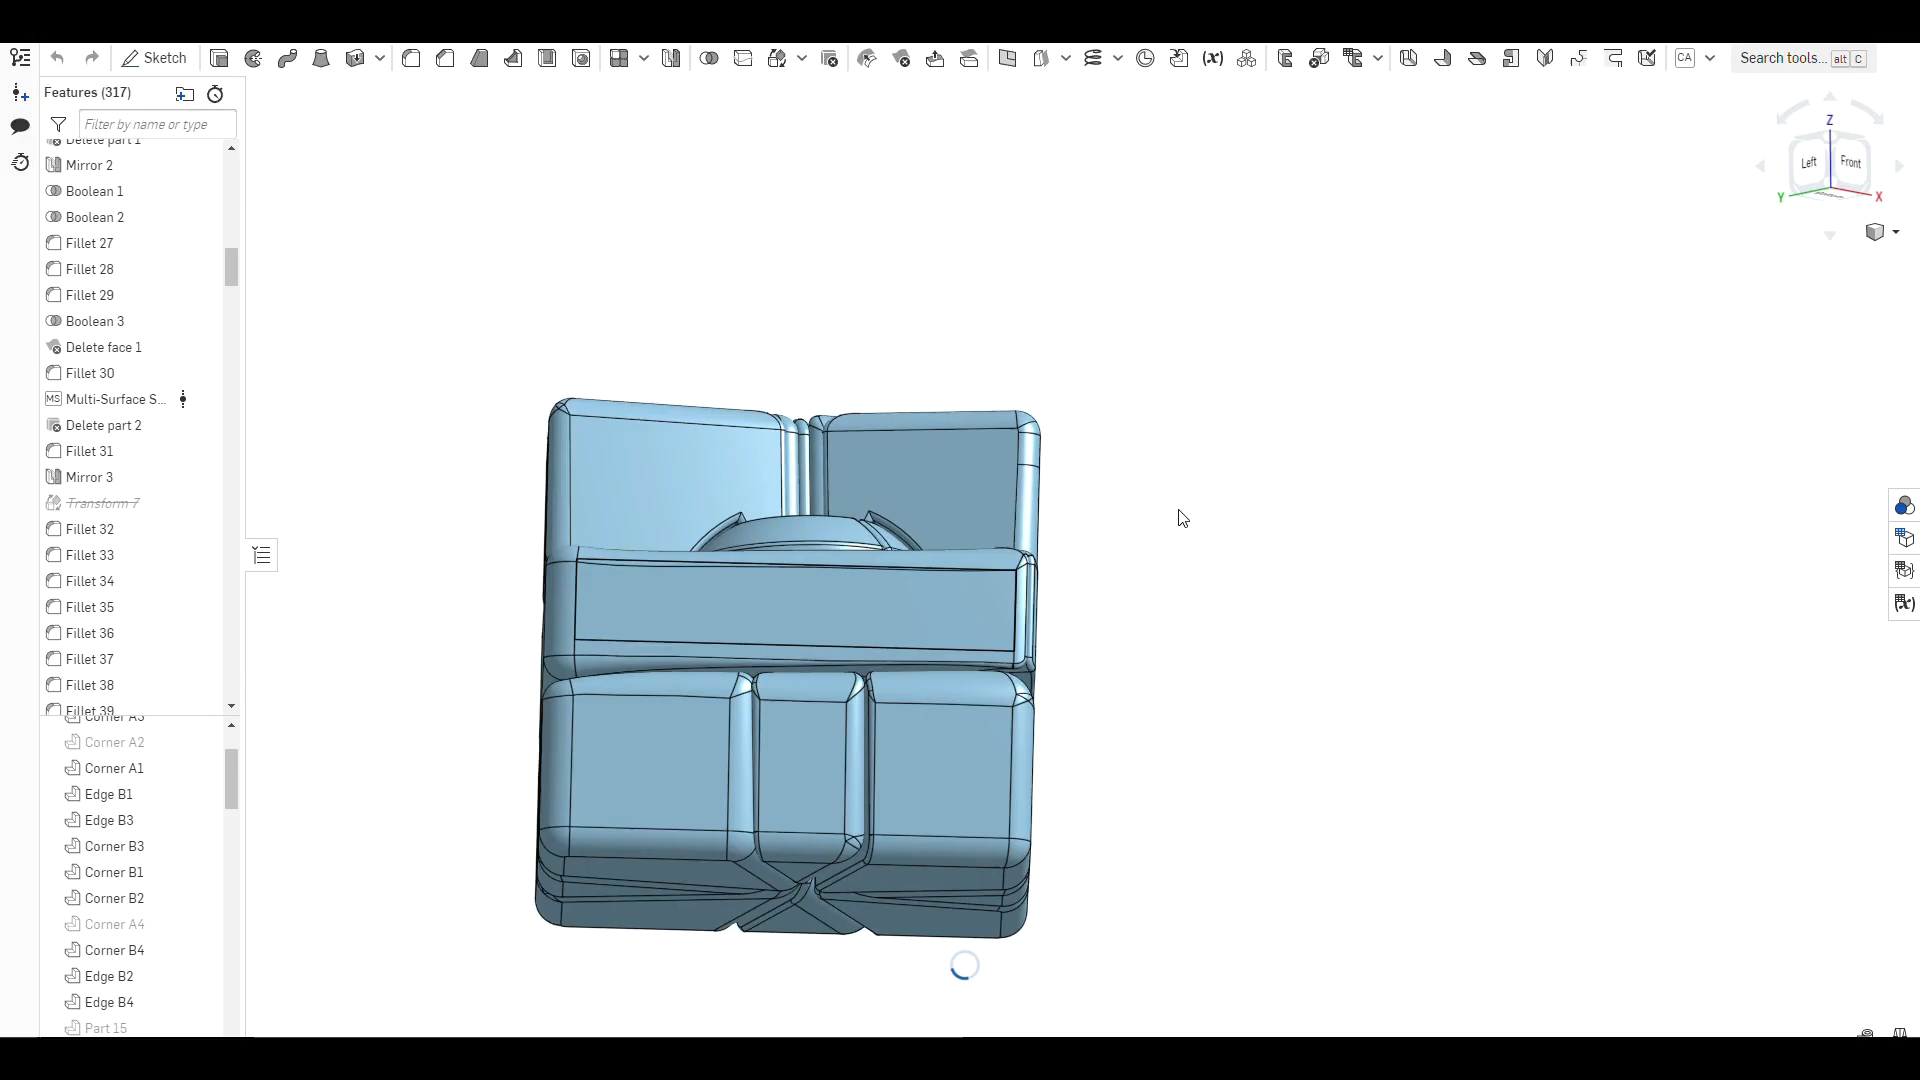 Sketch
CA
Search tools... alt C
Features (317)
Filter by name or type
Delete part 1
Mirror 2
Boolean 1
Boolean 2
Fillet 27
Fillet 28
Fillet 29
Boolean 3
Delete face 1
Fillet 30
MS Multi-Surface S...
Delete part 2
Fillet 31
Mirror 3
Transform 7
Fillet 32
Fillet 33
Fillet 34
Fillet 35
Fillet 36
Fillet 37
Fillet 38
Fillet 39
Corner A3
Corner A2
Corner A1
Edge B1
Edge B3
Corner B3
Corner B1
Corner B2
Corner A4
Corner B4
Edge B2
Edge B4
Part 15
Z
Left
Front
Y
X
(x)
(x)